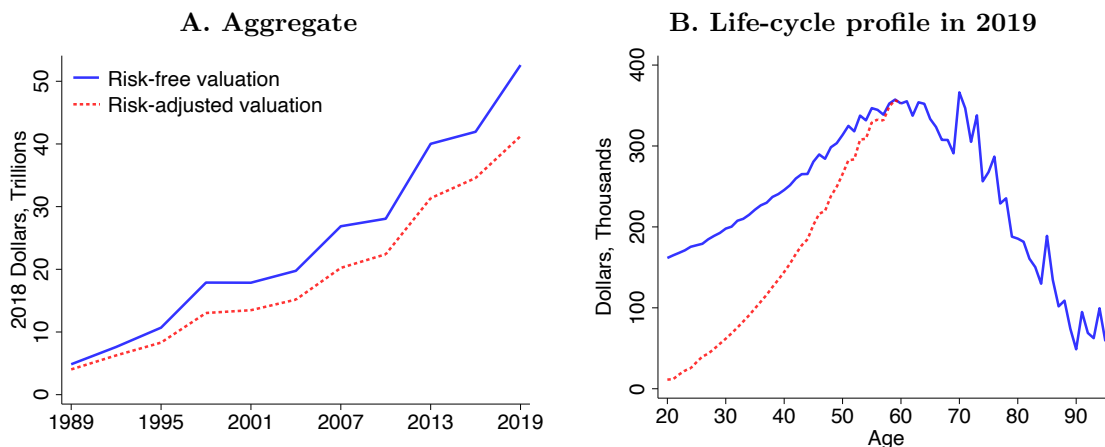 A. Aggregate
2018 Dollars, Trillions
50
40
30
20
10
0
Risk-free valuation
Risk-adjusted valuation
1989 1995 2001 2007 2013 2019
B. Life-cycle profile in 2019
Dollars, Thousands
400
300
200
100
0
20 30 40 50 60 70 80 90
Age